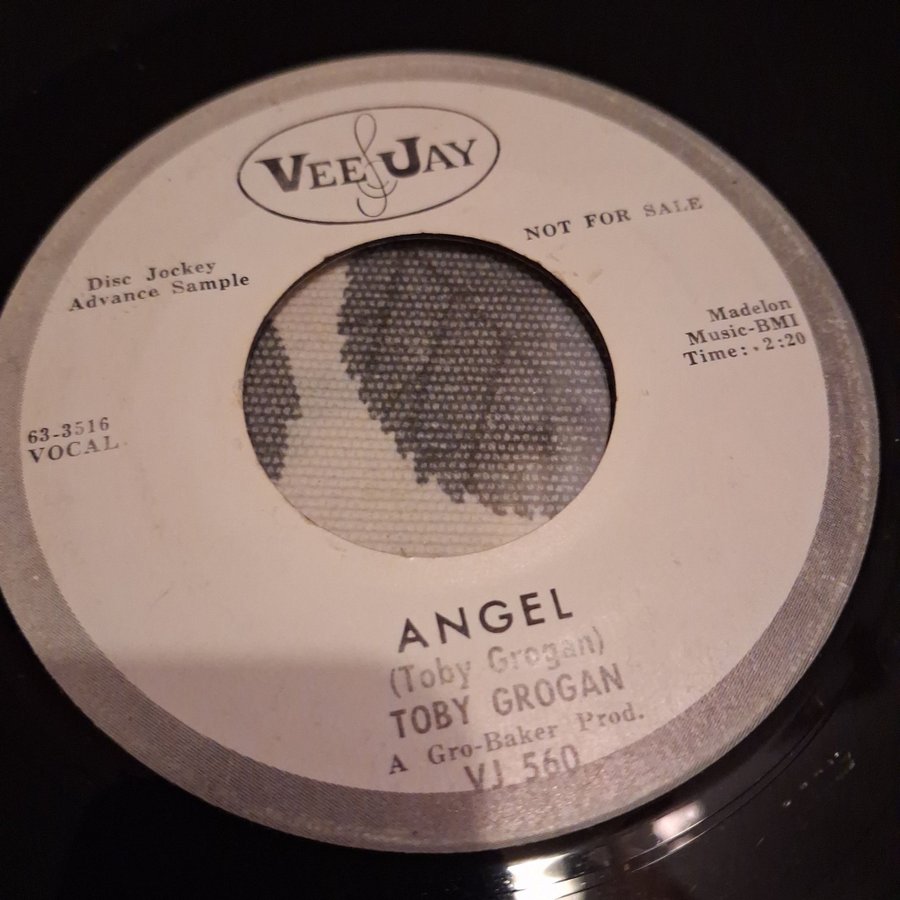 VEE JAY
NOT FOR SALE
Disc Jockey
Advance Sample
Madelon
Music-BMI
Time: 2:20
63-3516
VOCAL
ANGEL
(Toby Grogan)
TOBY GROGAN
A Gro-Baker Prod.
VJ 560